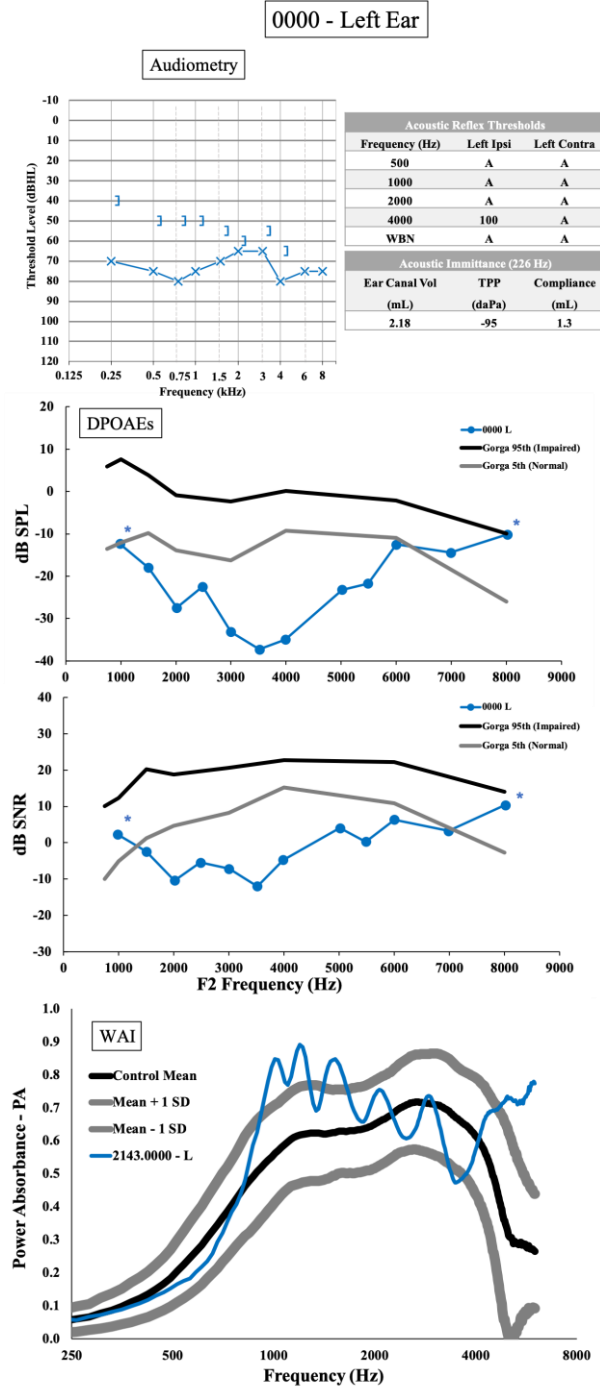 0000 - Left Ear
Audiometry
-10
0
10
20
30
40
50
60
70
80
90
100
110
120
Threshold Level (dBHL)
0.125 0.25 0.5 0.75 1 1.5 2 3 4 6 8
Frequency (kHz)
Acoustic Reflex Thresholds
Frequency (Hz) Left Ipsi Left Contra
500 A A
1000 A A
2000 A A
4000 100 A
WBN A A
Acoustic Immittance (226 Hz)
Ear Canal Vol TPP Compliance
(mL) (daPa) (mL)
2.18 -95 1.3
DPOAEs
20
10
0
-10
-20
-30
-40
dB SPL
0000 L
Gorga 95th (Impaired)
Gorga 5th (Normal)
*
*
0 1000 2000 3000 4000 5000 6000 7000 8000 9000
40
30
20
10
0
-10
-20
-30
dB SNR
0000 L
Gorga 95th (Impaired)
Gorga 5th (Normal)
*
*
0 1000 2000 3000 4000 5000 6000 7000 8000 9000
F2 Frequency (Hz)
WAI
1.0
0.9
0.8
0.7
0.6
0.5
0.4
0.3
0.2
0.1
0.0
Power Absorbance - PA
Control Mean
Mean + 1 SD
Mean - 1 SD
2143.0000 - L
250 500 1000 2000 4000 8000
Frequency (Hz)